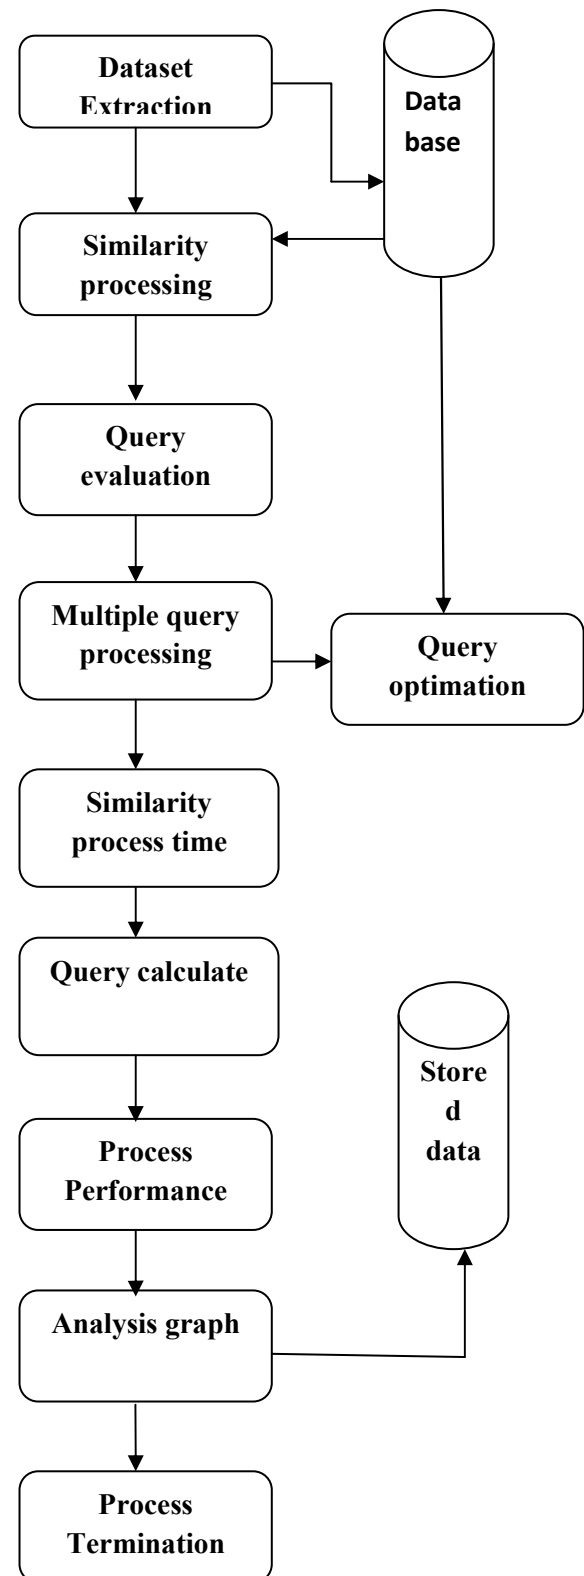 Dataset
Extraction
Data
base
Similarity
processing
Query
evaluation
Multiple query
processing
Query
optimation
Similarity
process time
Query calculate
Store
d
data
Process
Performance
Analysis graph
Process
Termination